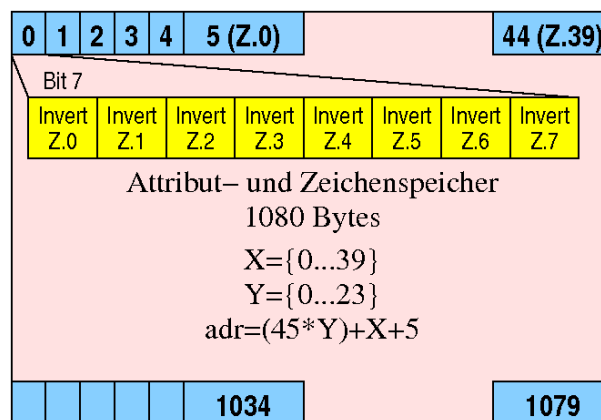 0 1 2 3 4 5 (Z.0) 44 (Z.39)
Bit 7
Invert Invert Invert Invert Invert Invert Invert Invert
Z.0 Z.1 Z.2 Z.3 Z.4 Z.5 Z.6 Z.7
Attribut– und Zeichenspeicher
1080 Bytes
X={0...39}
Y={0...23}
adr=(45*Y)+X+5
1034 1079